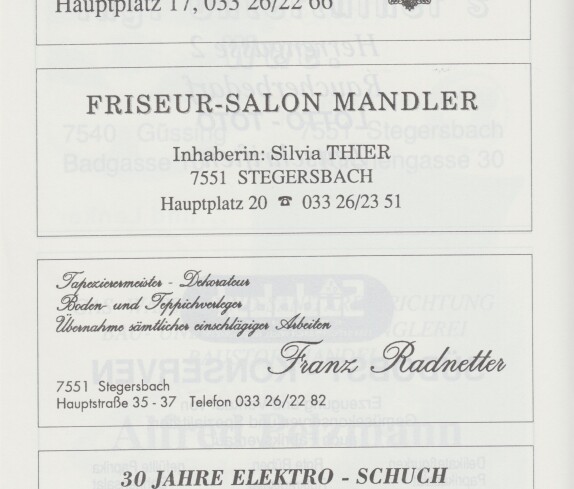 Hauptplatz 17, 033 26/22 66
FRISEUR-SALON MANDLER
Inhaberin: Silvia THIER
7551 STEGERSBACH
Hauptplatz 20 ☎ 033 26/23 51
Tapezierermeister - Dekorateur
Boden- und Teppichverleger
Übernahme sämtlicher einschlägiger Arbeiten
Franz Radnetter
7551 Stegersbach
Hauptstraße 35 - 37 Telefon 033 26/22 82
30 JAHRE ELEKTRO - SCHUCH